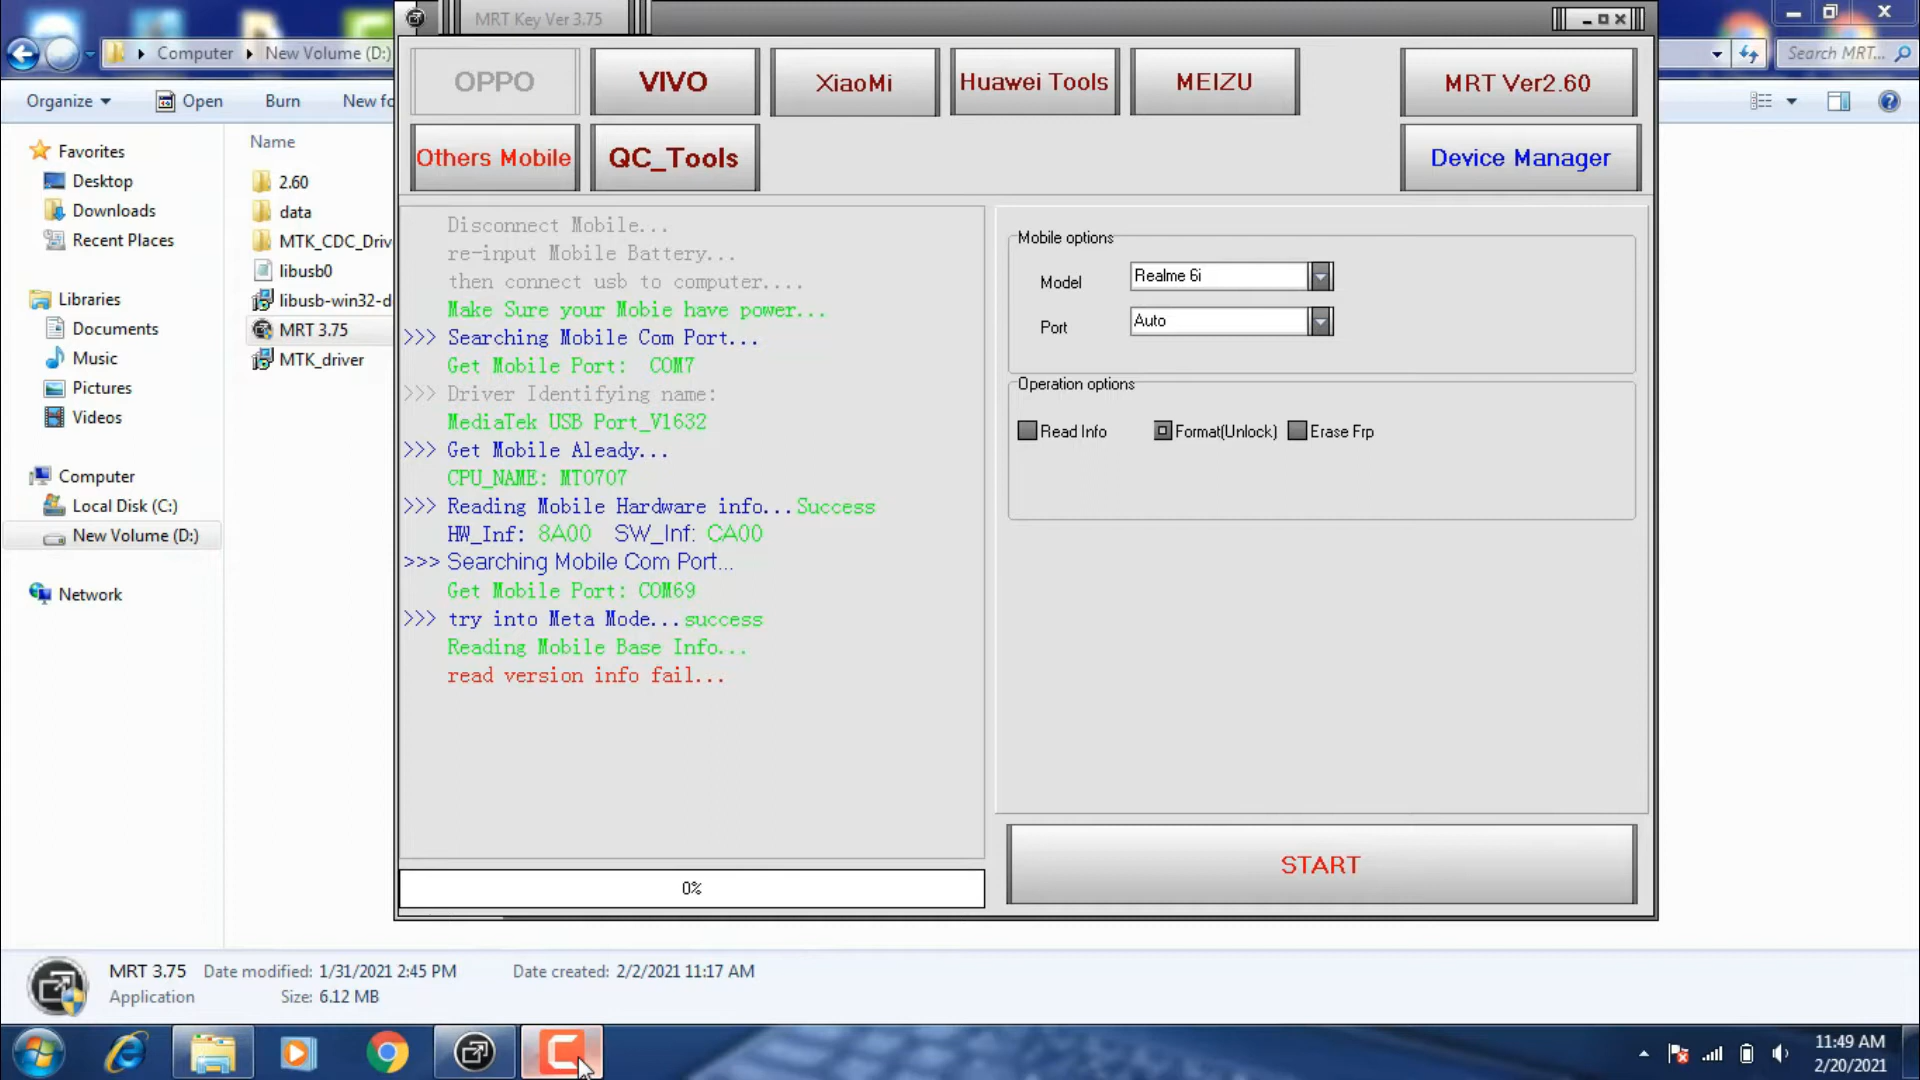 MRT Key Ver 3.75
Computer
New Volume (D:)
Search MRT...
Organize
Open
Burn
New fo
OPPO
VIVO
XiaoMi
Huawei Tools
MEIZU
MRT Ver2.60
Others Mobile
QC_Tools
Device Manager
Favorites
Desktop
Downloads
Recent Places
Libraries
Documents
Music
Pictures
Videos
Computer
Local Disk (C:)
New Volume (D:)
Network
Name
2.60
data
MTK_CDC_Driv
libusb0
libusb-win32-d
MRT 3.75
MTK_driver
Disconnect Mobile...
re-input Mobile Battery...
then connect usb to computer....
Make Sure your Mobie have power...
>>> Searching Mobile Com Port...
Get Mobile Port: COM7
>>> Driver Identifying name:
MediaTek USB Port_V1632
>>> Get Mobile Aleady...
CPU_NAME: MT0707
>>> Reading Mobile Hardware info...Success
HW_Inf: 8A00 SW_Inf: CA00
>>> Searching Mobile Com Port...
Get Mobile Port: COM69
>>> try into Meta Mode...success
Reading Mobile Base Info...
read version info fail...
0%
Mobile options
Model
Realme 6i
Port
Auto
Operation options
Read Info
Format(Unlock)
Erase Frp
START
MRT 3.75 Date modified: 1/31/2021 2:45 PM Date created: 2/2/2021 11:17 AM
Application Size: 6.12 MB
11:49 AM
2/20/2021